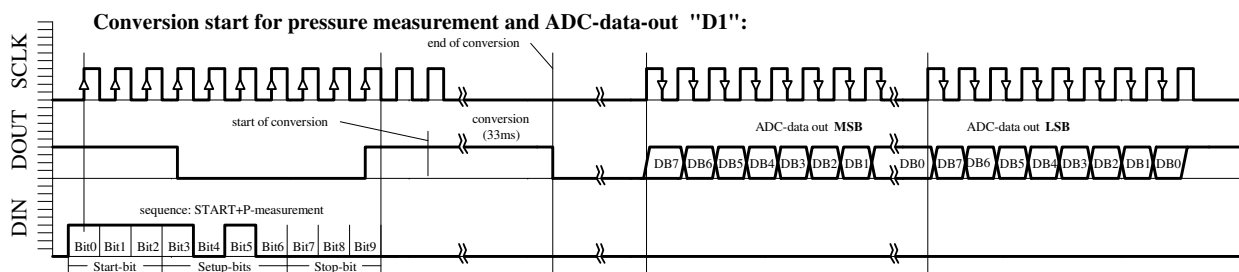 Conversion start for pressure measurement and ADC-data-out "D1":
end of conversion
SCLK
start of conversion
conversion
(33ms)
ADC-data out MSB
ADC-data out LSB
DOUT
DB7 DB6 DB5 DB4 DB3 DB2 DB1 DB0 DB7 DB6 DB5 DB4 DB3 DB2 DB1 DB0
sequence: START+P-measurement
DIN
Bit0 Bit1 Bit2 Bit3 Bit4 Bit5 Bit6 Bit7 Bit8 Bit9
Start-bit Setup-bits Stop-bit